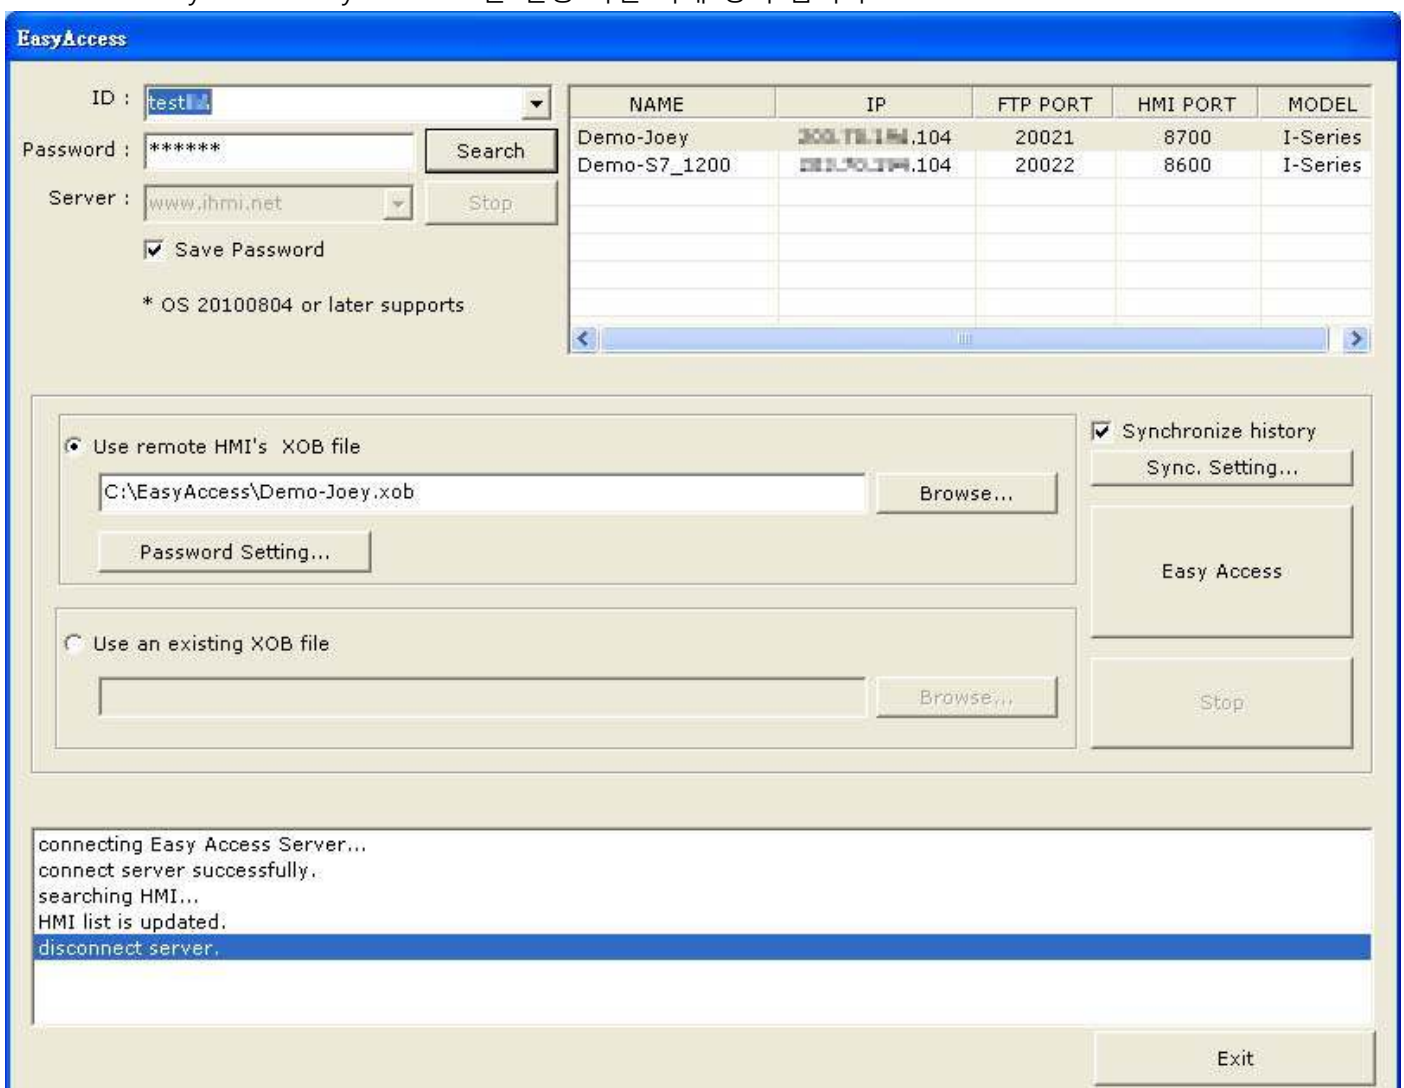 EasyAccess
ID :
test
Password :
******
Search
Server :
www.ihmi.net
Stop
Save Password
* OS 20100804 or later supports
NAME IP FTP PORT HMI PORT MODEL
Demo-Joey .104 20021 8700 I-Series
Demo-S7_1200 .104 20022 8600 I-Series
Use remote HMI's XOB file
C:\EasyAccess\Demo-Joey.xob
Browse...
Password Setting...
Synchronize history
Sync. Setting...
Easy Access
Use an existing XOB file
Browse...
Stop
connecting Easy Access Server...
connect server successfully.
searching HMI...
HMI list is updated.
disconnect server.
Exit